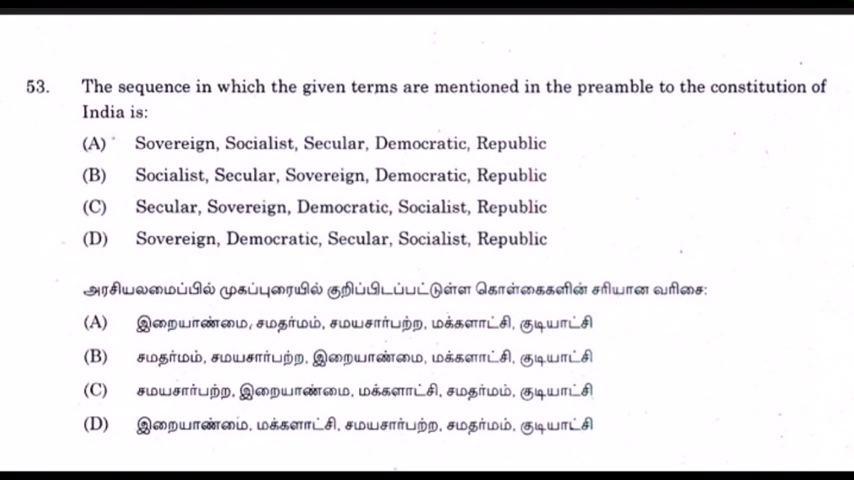 53. The sequence in which the given terms are mentioned in the preamble to the constitution of
India is:
(A) Sovereign, Socialist, Secular, Democratic, Republic
(B) Socialist, Secular, Sovereign, Democratic, Republic
(C) Secular, Sovereign, Democratic, Socialist, Republic
(D) Sovereign, Democratic, Secular, Socialist, Republic
அரசியலமைப்பில் முகப்புரையில் குறிப்பிடப்பட்டுள்ள கொள்கைகளின் சரியான வரிசை:
(A) இறையாண்மை, சமதர்மம், சமயசார்பற்ற, மக்களாட்சி, குடியாட்சி
(B) சமதர்மம், சமயசார்பற்ற, இறையாண்மை, மக்களாட்சி, குடியாட்சி
(C) சமயசார்பற்ற, இறையாண்மை, மக்களாட்சி, சமதர்மம், குடியாட்சி
(D) இறையாண்மை, மக்களாட்சி, சமயசார்பற்ற, சமதர்மம், குடியாட்சி